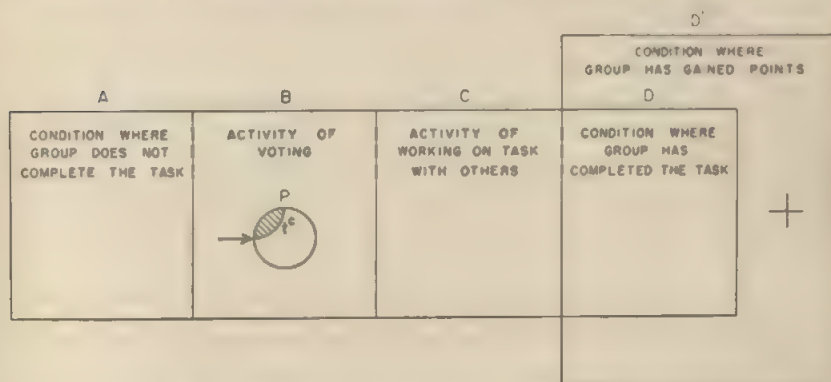 D'
CONDITION WHERE
GROUP HAS GAINED POINTS
A
B
C
D
CONDITION WHERE
GROUP DOES NOT
COMPLETE THE TASK
ACTIVITY OF
VOTING
P
tᶜ
ACTIVITY OF
WORKING ON TASK
WITH OTHERS
CONDITION WHERE
GROUP HAS
COMPLETED THE TASK
+